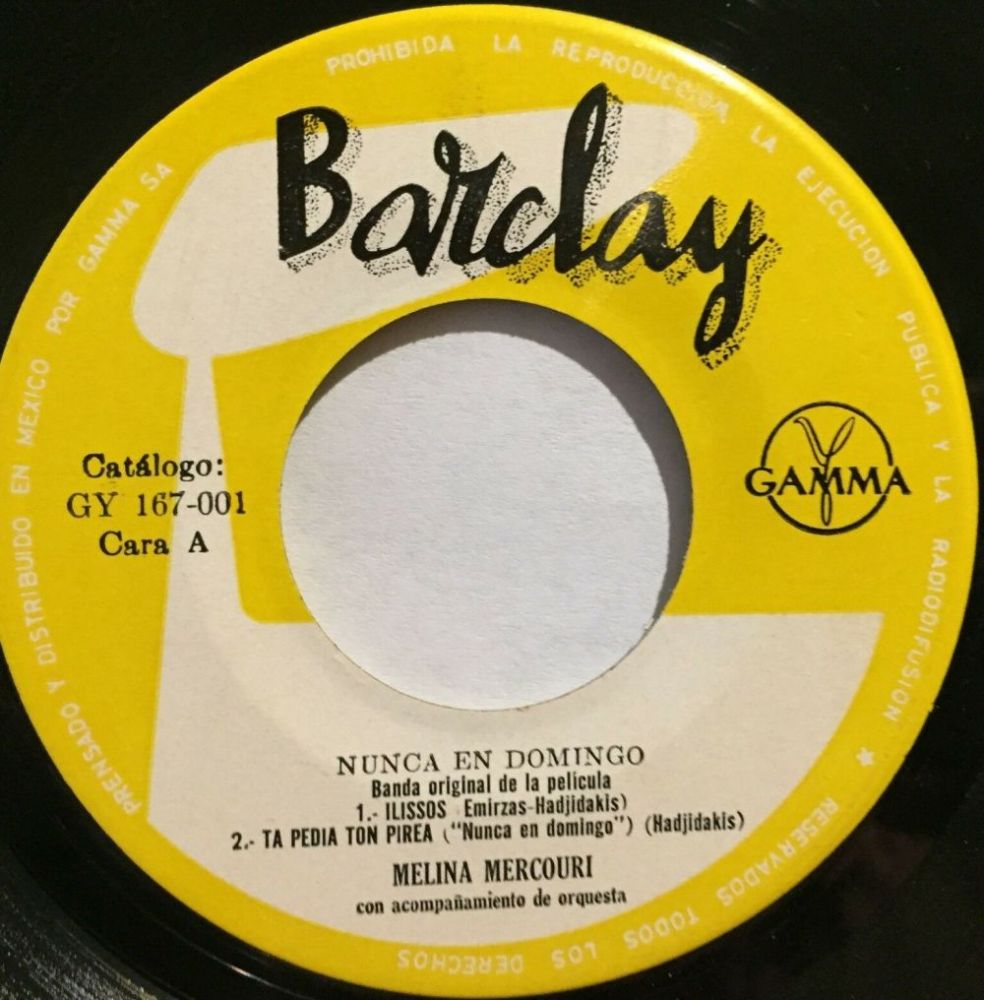 Barclay
PRENSADO Y DISTRIBUIDO EN MEXICO POR GAMMA SA
PROHIBIDA LA REPRODUCCION LA EJECUCION PUBLICA Y LA RADIODIFUSION ★ RESERVADOS TODOS LOS DERECHOS
Catálogo:
GY 167-001
Cara A
GAMMA
NUNCA EN DOMINGO
Banda original de la pelicula
1.- ILISSOS Emirzas-Hadjidakis)
2.- TA PEDIA TON PIREA ("Nunca en domingo") (Hadjidakis)
MELINA MERCOURI
con acompañamiento de orquesta